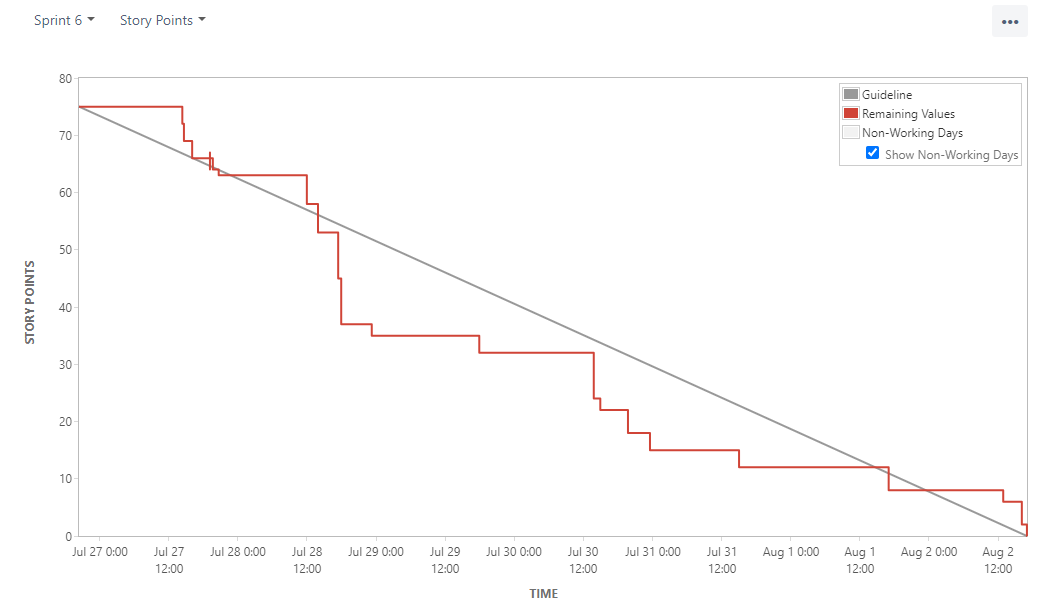 Sprint 6 Story Points
80
70
60
50
40
30
20
10
0
STORY POINTS
Guideline
Remaining Values
Non-Working Days
Show Non-Working Days
Jul 27 0:00 Jul 27 Jul 28 0:00 Jul 28 Jul 29 0:00 Jul 29 Jul 30 0:00 Jul 30 Jul 31 0:00 Jul 31 Aug 1 0:00 Aug 1 Aug 2 0:00 Aug 2
12:00 12:00 12:00 12:00 12:00 12:00 12:00
TIME